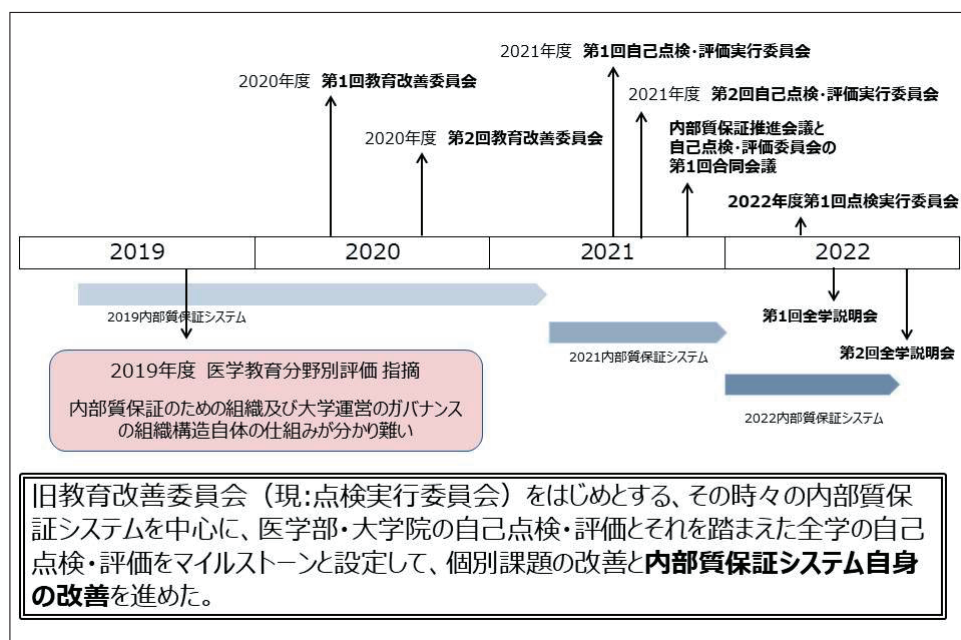 2021年度 第1回自己点検・評価実行委員会
2020年度 第1回教育改善委員会
2021年度 第2回自己点検・評価実行委員会
2020年度 第2回教育改善委員会
内部質保証推進会議と
自己点検・評価委員会の
第1回合同会議
2022年度第1回点検実行委員会
2019
2020
2021
2022
2019内部質保証システム
第1回全学説明会
2021内部質保証システム
第2回全学説明会
2019年度 医学教育分野別評価 指摘
内部質保証のための組織及び大学運営のガバナンス
の組織構造自体の仕組みが分かり難い
2022内部質保証システム
旧教育改善委員会（現:点検実行委員会）をはじめとする、その時々の内部質保
証システムを中心に、医学部・大学院の自己点検・評価とそれを踏まえた全学の自己
点検・評価をマイルストーンと設定して、個別課題の改善と内部質保証システム自身
の改善を進めた。